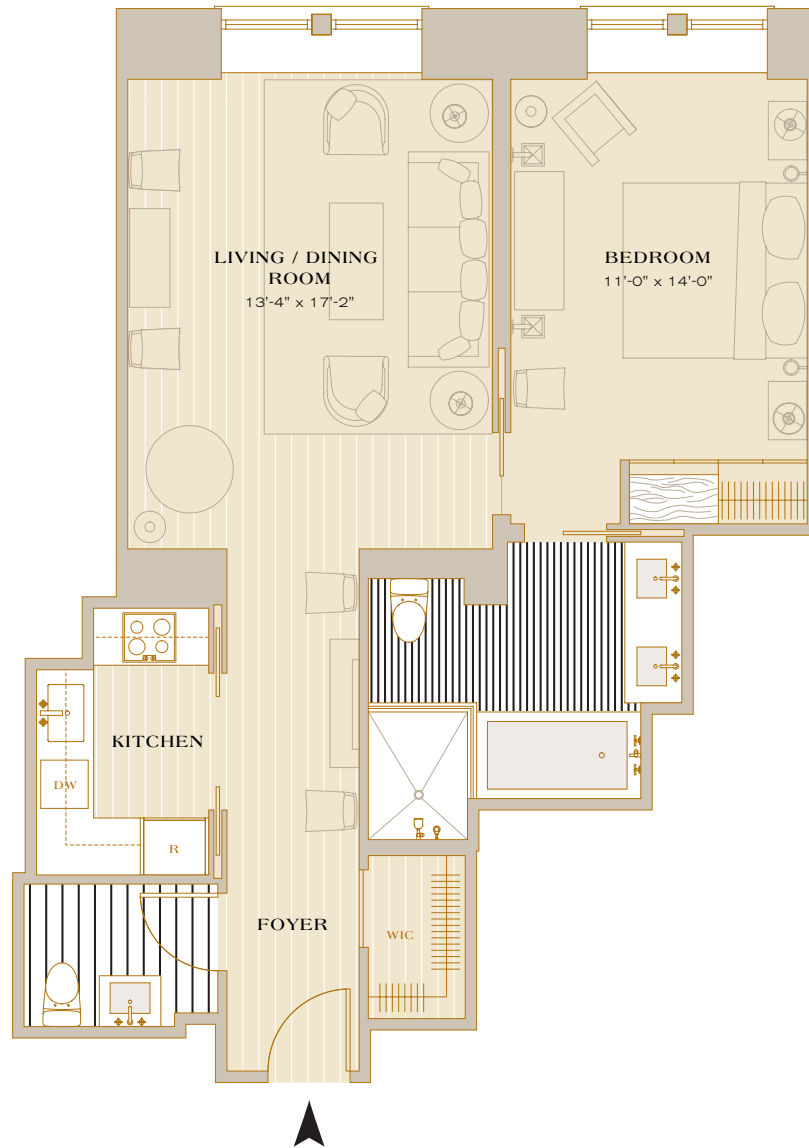 LIVING / DINING
ROOM
13'-4" x 17'-2"
BEDROOM
11'-0" x 14'-0"
KITCHEN
DW
R
FOYER
WIC